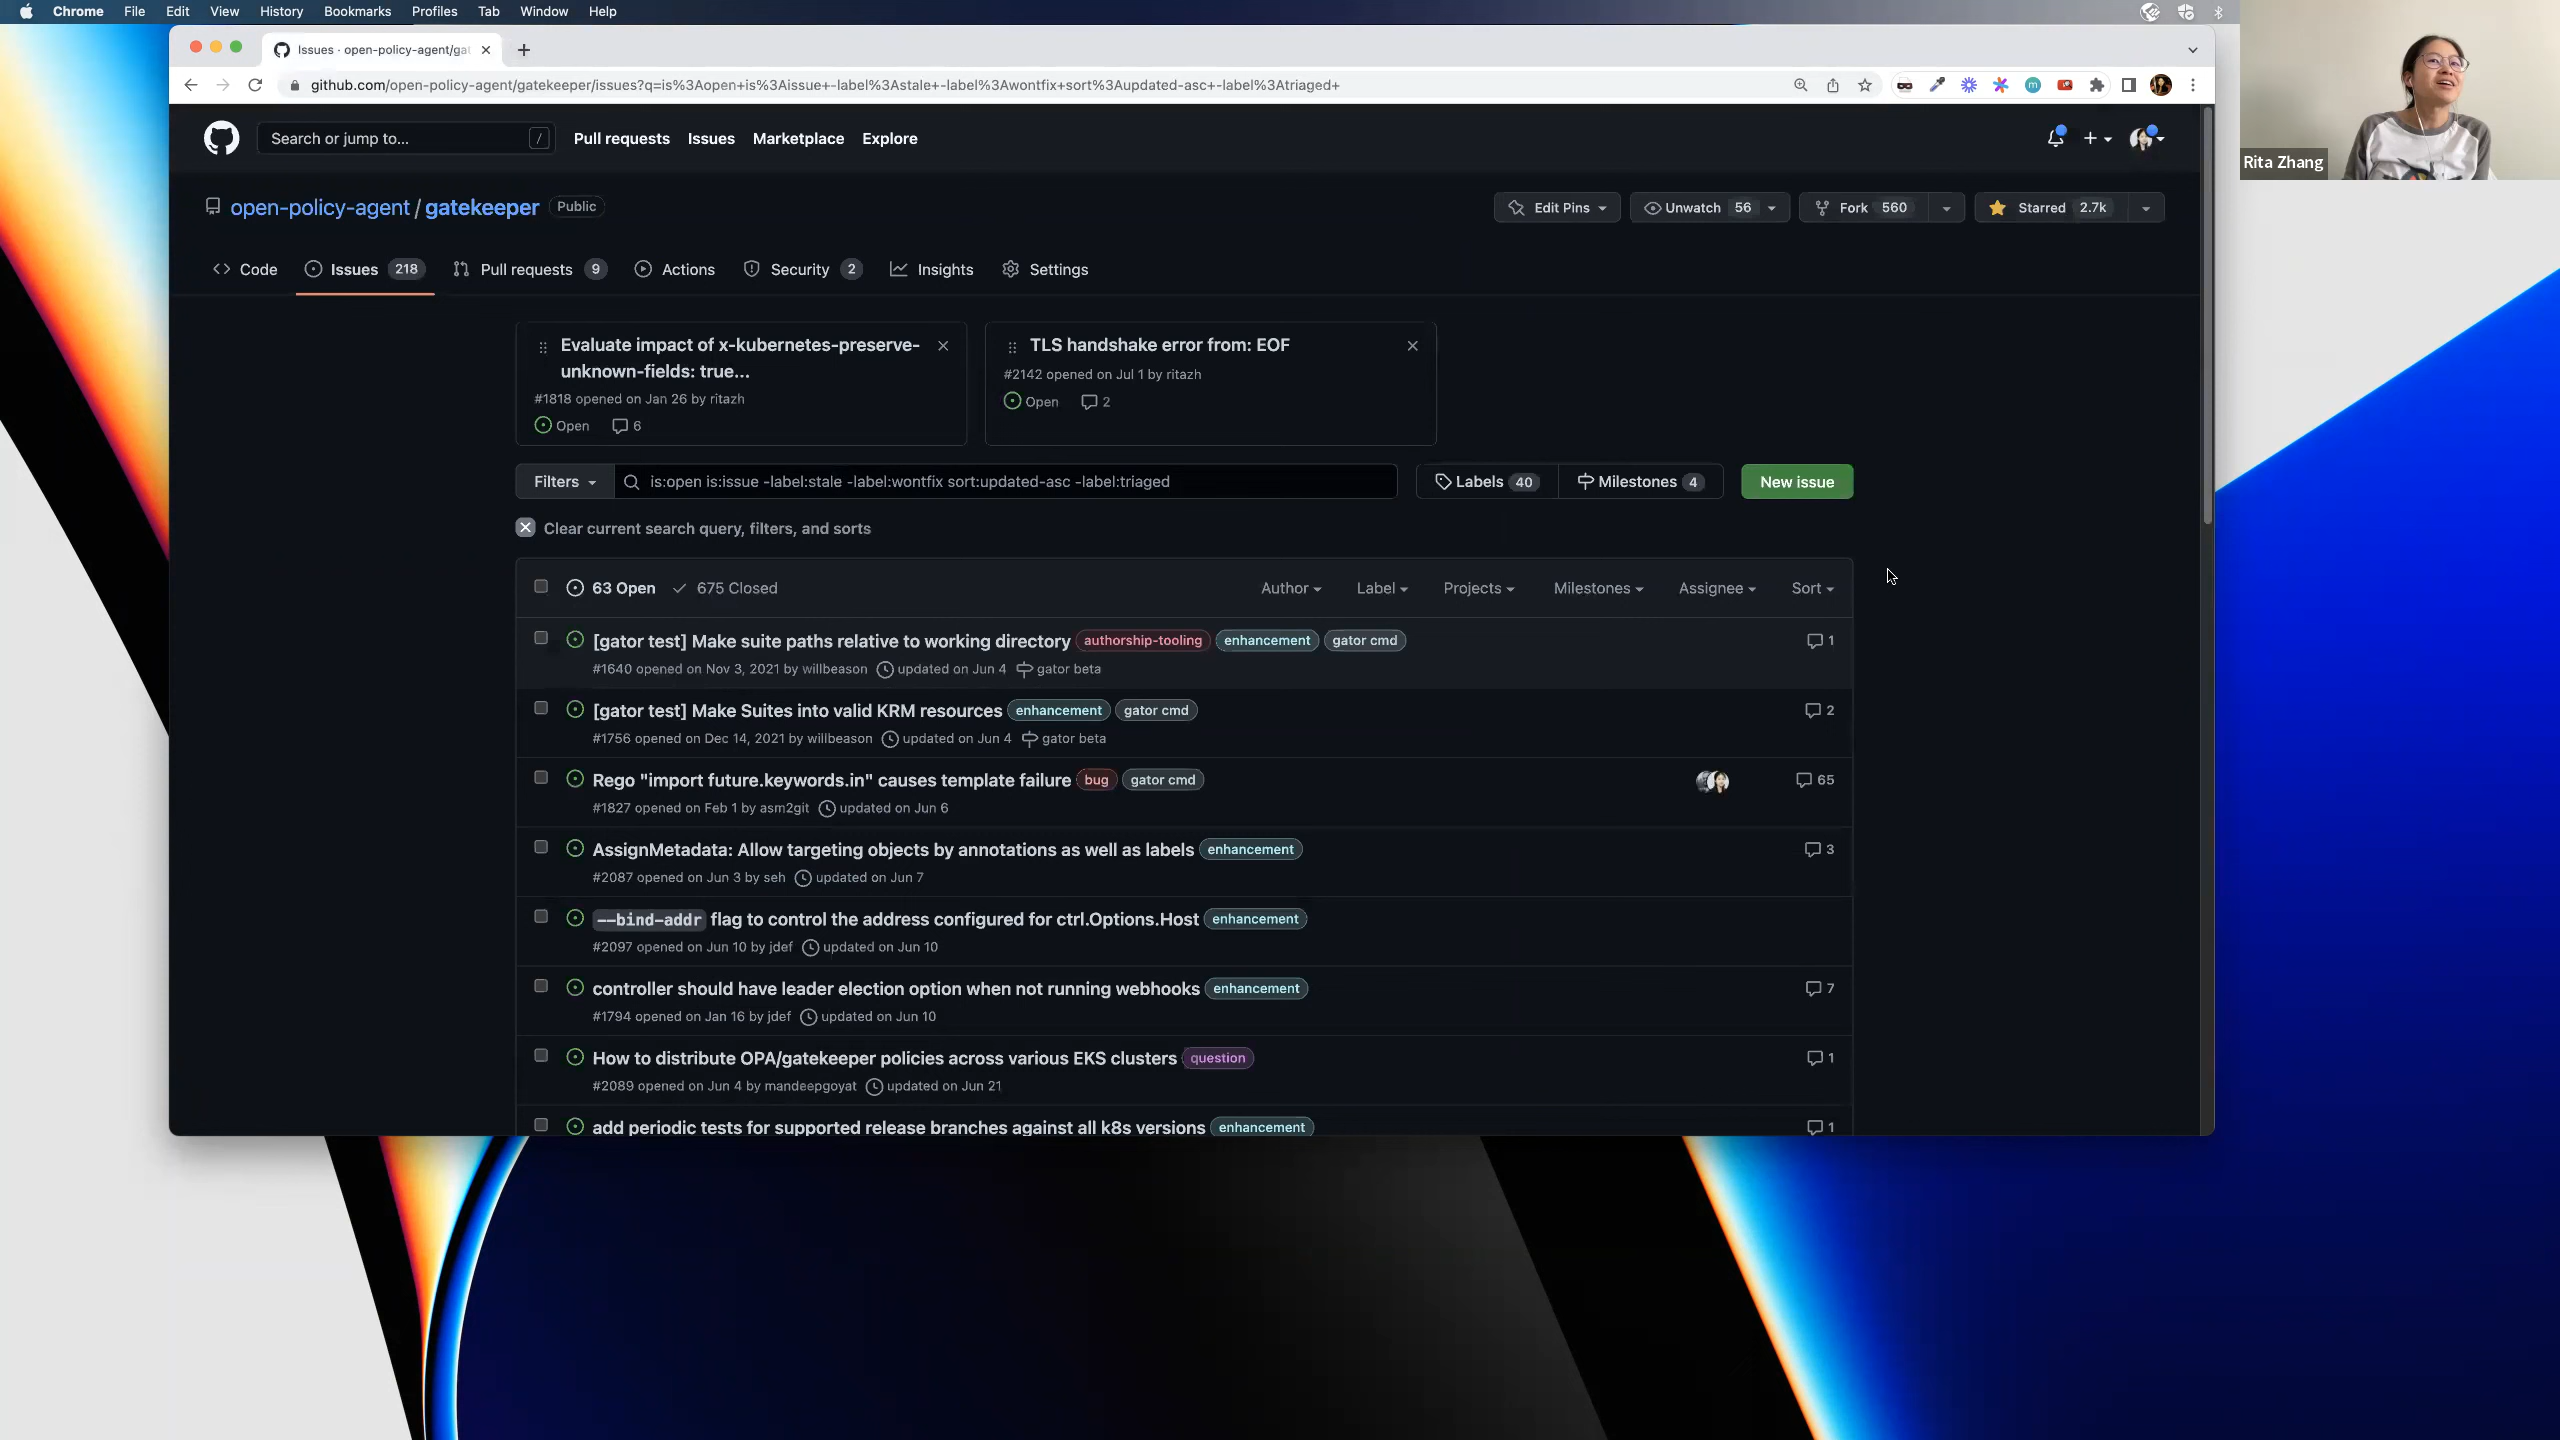 Chrome File Edit View History Bookmarks Profiles Tab Window Help
Issues · open-policy-agent/gat
github.com/open-policy-agent/gatekeeper/issues?q=is%3Aopen+is%3Aissue+-label%3Astale+-label%3Awontfix+sort%3Aupdated-asc+-label%3Atriaged+
Rita Zhang
Search or jump to... / Pull requests Issues Marketplace Explore
open-policy-agent / gatekeeper Public Edit Pins Unwatch 56 Fork 560 Starred 2.7k
Code Issues 218 Pull requests 9 Actions Security 2 Insights Settings
Evaluate impact of x-kubernetes-preserve-
unknown-fields: true...
#1818 opened on Jan 26 by ritazh
Open 6
TLS handshake error from: EOF
#2142 opened on Jul 1 by ritazh
Open 2
Filters is:open is:issue -label:stale -label:wontfix sort:updated-asc -label:triaged Labels 40 Milestones 4 New issue
Clear current search query, filters, and sorts
63 Open 675 Closed Author Label Projects Milestones Assignee Sort
[gator test] Make suite paths relative to working directory authorship-tooling enhancement gator cmd 1
#1640 opened on Nov 3, 2021 by willbeason updated on Jun 4 gator beta
[gator test] Make Suites into valid KRM resources enhancement gator cmd 2
#1756 opened on Dec 14, 2021 by willbeason updated on Jun 4 gator beta
Rego "import future.keywords.in" causes template failure bug gator cmd 65
#1827 opened on Feb 1 by asm2git updated on Jun 6
AssignMetadata: Allow targeting objects by annotations as well as labels enhancement 3
#2087 opened on Jun 3 by seh updated on Jun 7
--bind-addr flag to control the address configured for ctrl.Options.Host enhancement
#2097 opened on Jun 10 by jdef updated on Jun 10
controller should have leader election option when not running webhooks enhancement 7
#1794 opened on Jan 16 by jdef updated on Jun 10
How to distribute OPA/gatekeeper policies across various EKS clusters question 1
#2089 opened on Jun 4 by mandeepgoyat updated on Jun 21
add periodic tests for supported release branches against all k8s versions enhancement 1